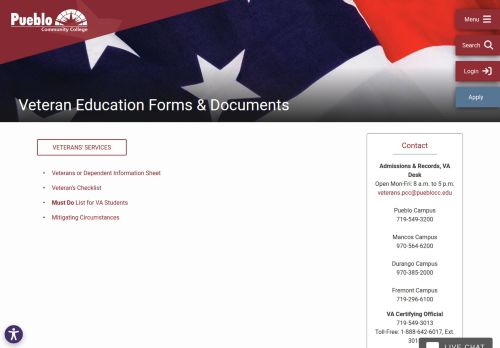 Pueblo
Community College
Menu
Search
Login
Apply
Veteran Education Forms & Documents
VETERANS' SERVICES
Veterans or Dependent Information Sheet
Veteran's Checklist
Must Do List for VA Students
Mitigating Circumstances
Contact
Admissions & Records, VA
Desk
Open Mon-Fri: 8 a.m. to 5 p.m.
veterans.pcc@pueblocc.edu
Pueblo Campus
719-549-3200
Mancos Campus
970-564-6200
Durango Campus
970-385-2000
Fremont Campus
719-296-6100
VA Certifying Official
719-549-3013
Toll-Free: 1-888-642-6017, Ext.
3013
LIVE CHAT